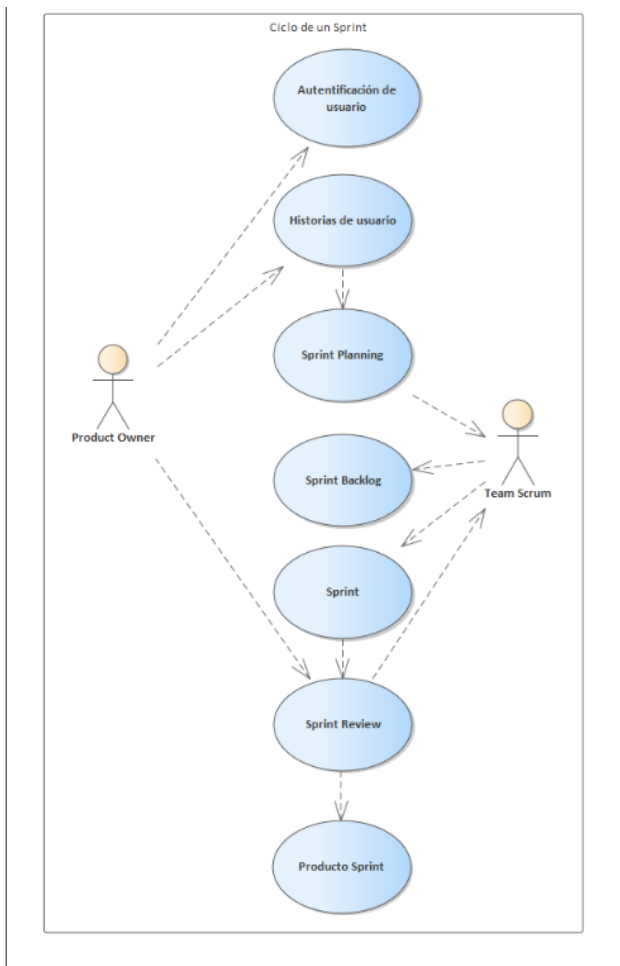 Ciclo de un Sprint
Autentificación de
usuario
Historias de usuario
Sprint Planning
Product Owner
Sprint Backlog
Team Scrum
Sprint
Sprint Review
Producto Sprint